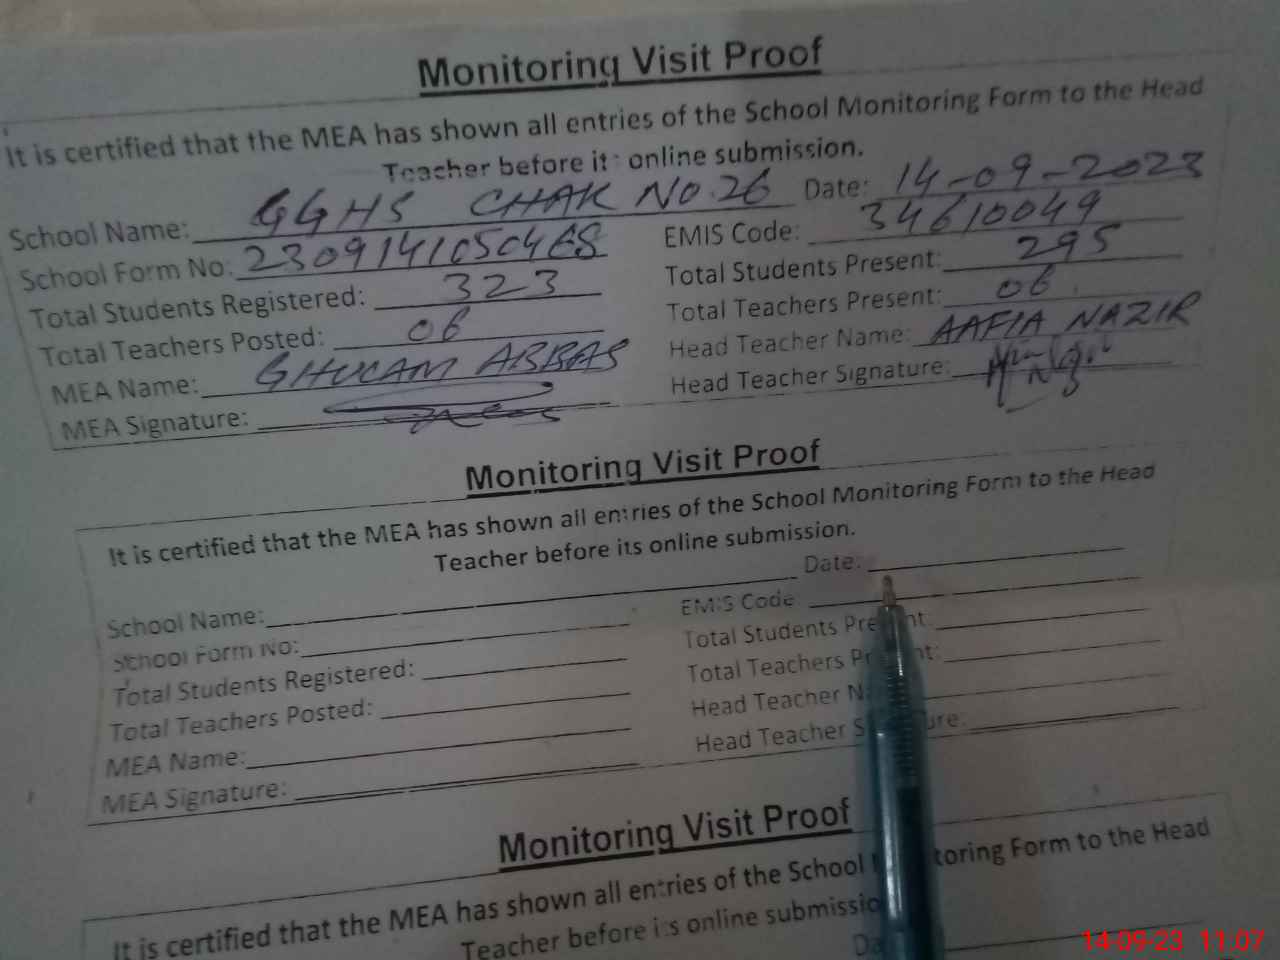 Monitoring Visit Proof
It is certified that the MEA has shown all entries of the School Monitoring Form to the Head
Teacher before its online submission.
School Name: GGHS CHAK NO.26 Date: 14-09-2023
School Form No: EMIS Code: 34610049
Total Students Registered: 323 Total Students Present: 295
Total Teachers Posted: 06 Total Teachers Present: 06
MEA Name: GHULAM ABBAS Head Teacher Name: AAFIA NAZIR
MEA Signature: Head Teacher Signature:
Monitoring Visit Proof
It is certified that the MEA has shown all entries of the School Monitoring Form to the Head
Teacher before its online submission.
School Name: Date:
School Form No: EMIS Code
Total Students Registered: Total Students Present:
Total Teachers Posted: Total Teachers Present:
MEA Name: Head Teacher N
MEA Signature: Head Teacher Signature:
Monitoring Visit Proof
It is certified that the MEA has shown all entries of the School Monitoring Form to the Head
Teacher before its online submissio
Da
14-09-23 11:07